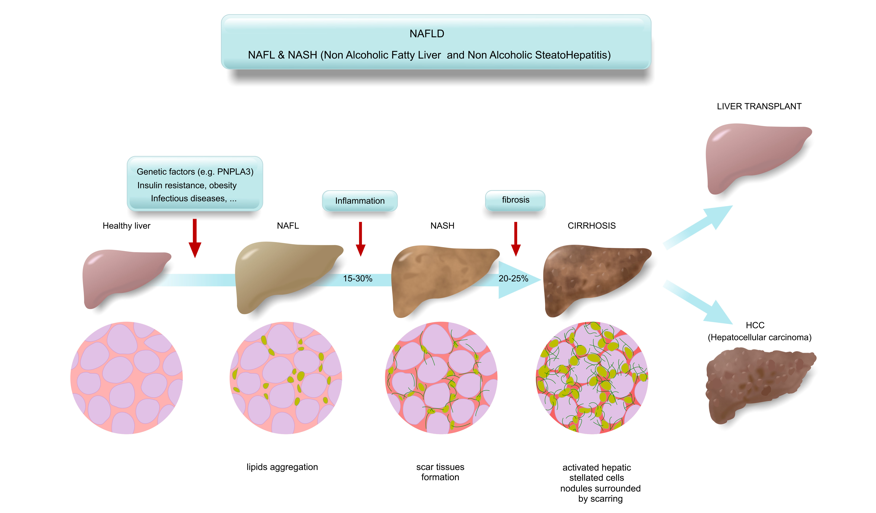 NAFLD
NAFL & NASH (Non Alcoholic Fatty Liver and Non Alcoholic SteatoHepatitis)
LIVER TRANSPLANT
Genetic factors (e.g. PNPLA3)
Insulin resistance, obesity
Infectious diseases, ...
Inflammation
fibrosis
Healthy liver
NAFL
NASH
CIRRHOSIS
15-30%
20-25%
HCC
(Hepatocellular carcinoma)
lipids aggregation
scar tissues
formation
activated hepatic
stellated cells
nodules surrounded
by scarring